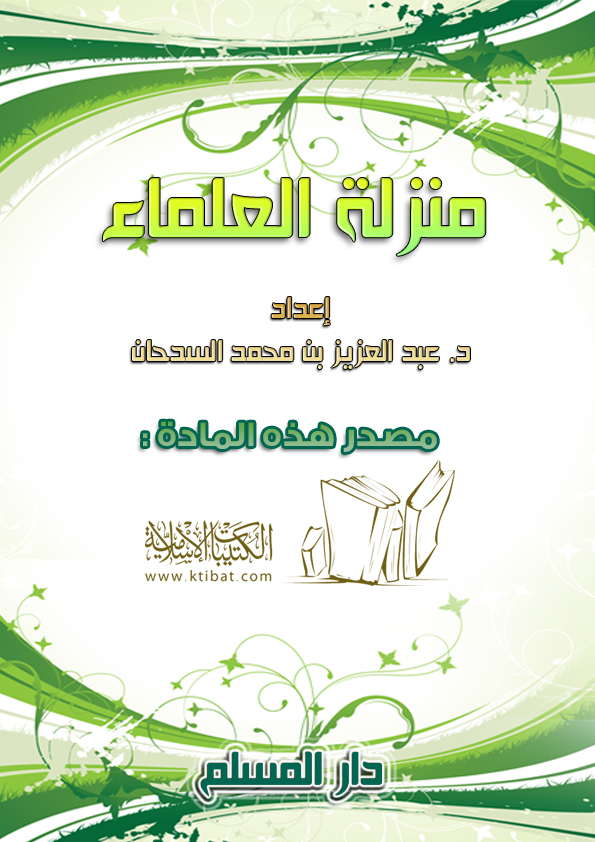 منزلة العلماء
إعداد
د. عبد العزيز بن محمد السدحان
مصدر هذه المادة :
الكتيبات الإسلامية
www.ktibat.com
دار المسلم